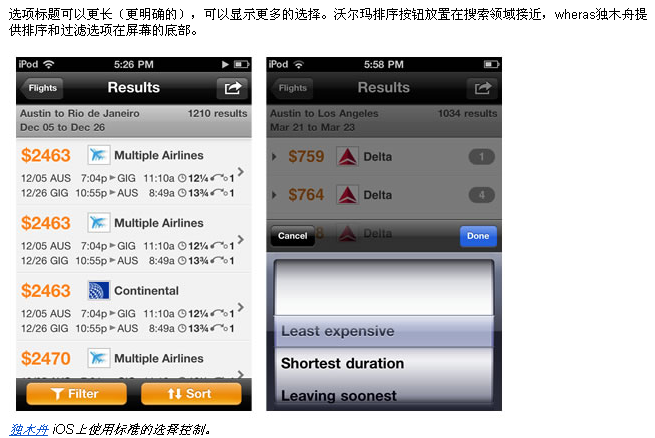 选项标题可以更长（更明确的），可以显示更多的选择。沃尔玛排序按钮放置在搜索领域接近，wheras独木舟提
供排序和过滤选项在屏幕的底部。
iPod 5:26 PM
Flights Results
Austin to Rio de Janeiro 1210 results
Dec 05 to Dec 26
$2463 Multiple Airlines
12/05 AUS 7:04p GIG 11:10a 12¼ 1
12/26 GIG 10:55p AUS 8:49a 13¾ 1
$2463 Multiple Airlines
12/05 AUS 7:04p GIG 11:10a 12¼ 1
12/26 GIG 10:55p AUS 8:49a 13¾ 1
$2463 Continental
12/05 AUS 7:04p GIG 11:10a 12¼ 1
12/26 GIG 10:55p AUS 8:49a 13¾ 1
$2470 Multiple Airlines
Filter Sort
iPod 5:58 PM
Flights Results
Austin to Los Angeles 1034 results
Mar 21 to Mar 23
$759 Delta 1
$764 Delta 4
8 Delta
Cancel Done
Least expensive
Shortest duration
Leaving soonest
独木舟 iOS上使用标准的选择控制。